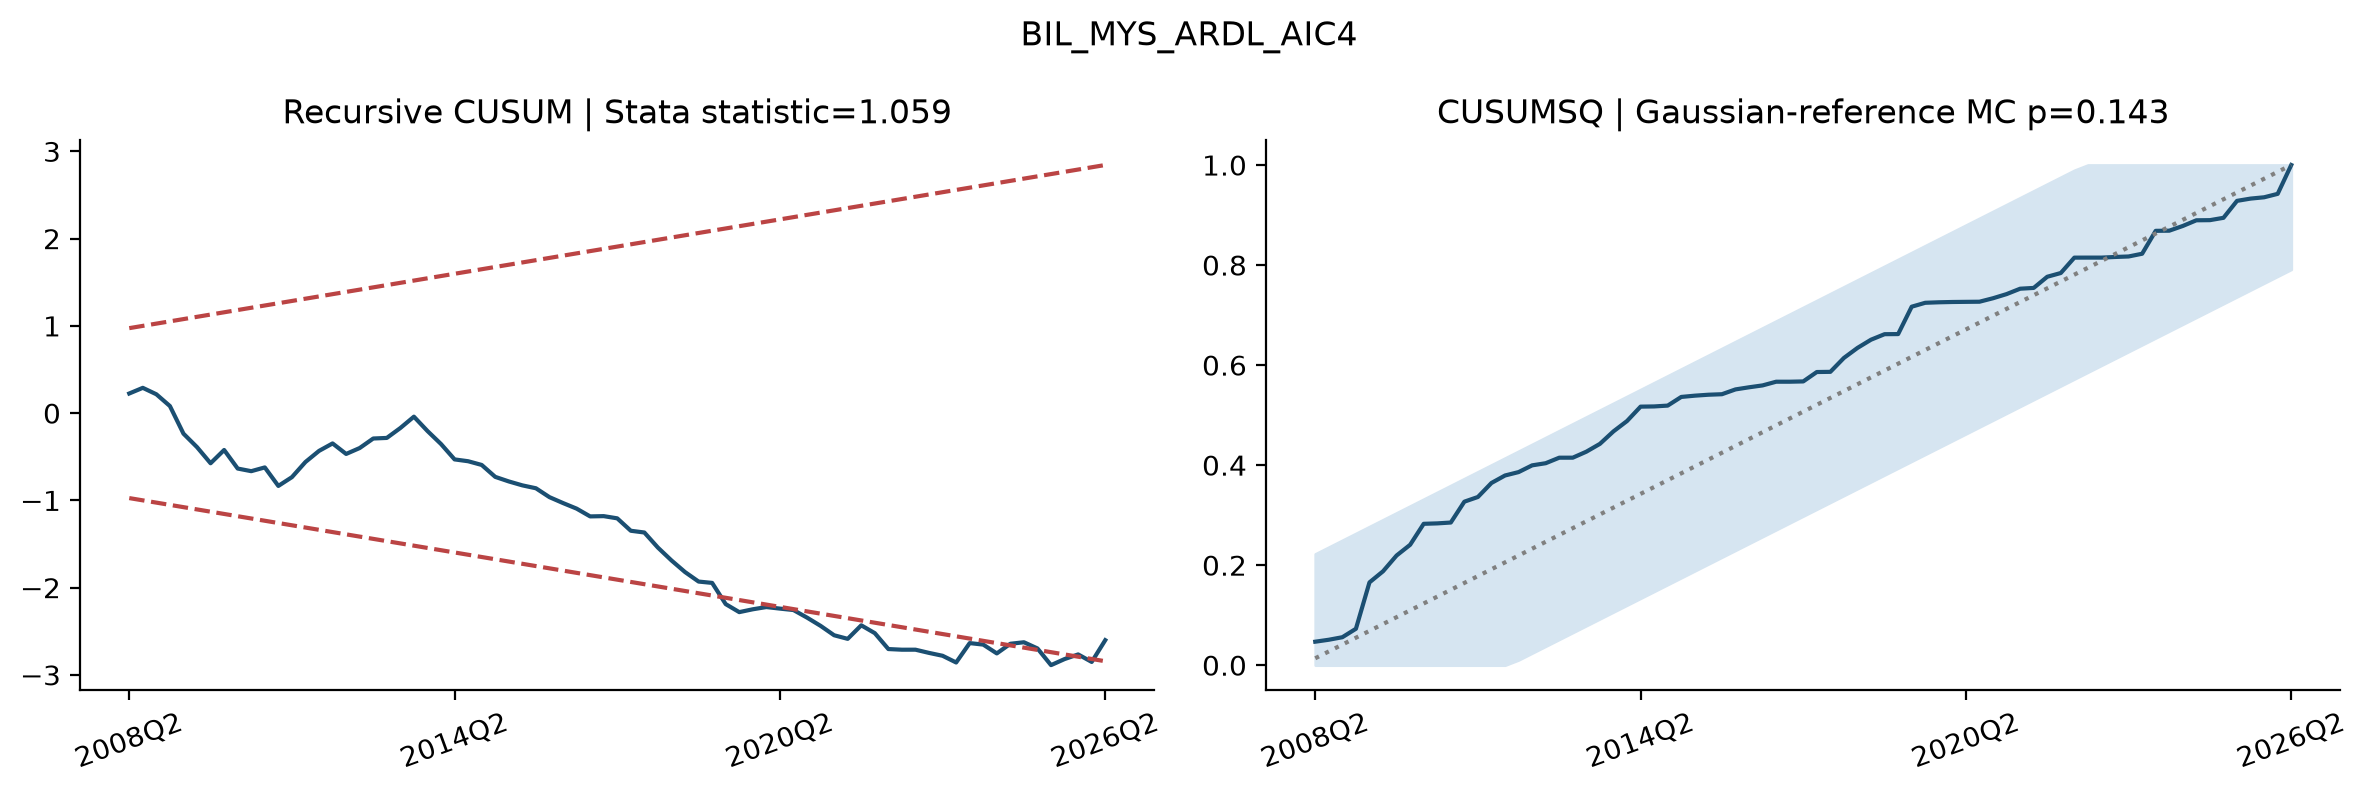 BIL_MYS_ARDL_AIC4
Recursive CUSUM | Stata statistic=1.059
3
2
1
0
−1
−2
−3
2008Q2
2014Q2
2020Q2
2026Q2
CUSUMSQ | Gaussian-reference MC p=0.143
1.0
0.8
0.6
0.4
0.2
0.0
2008Q2
2014Q2
2020Q2
2026Q2